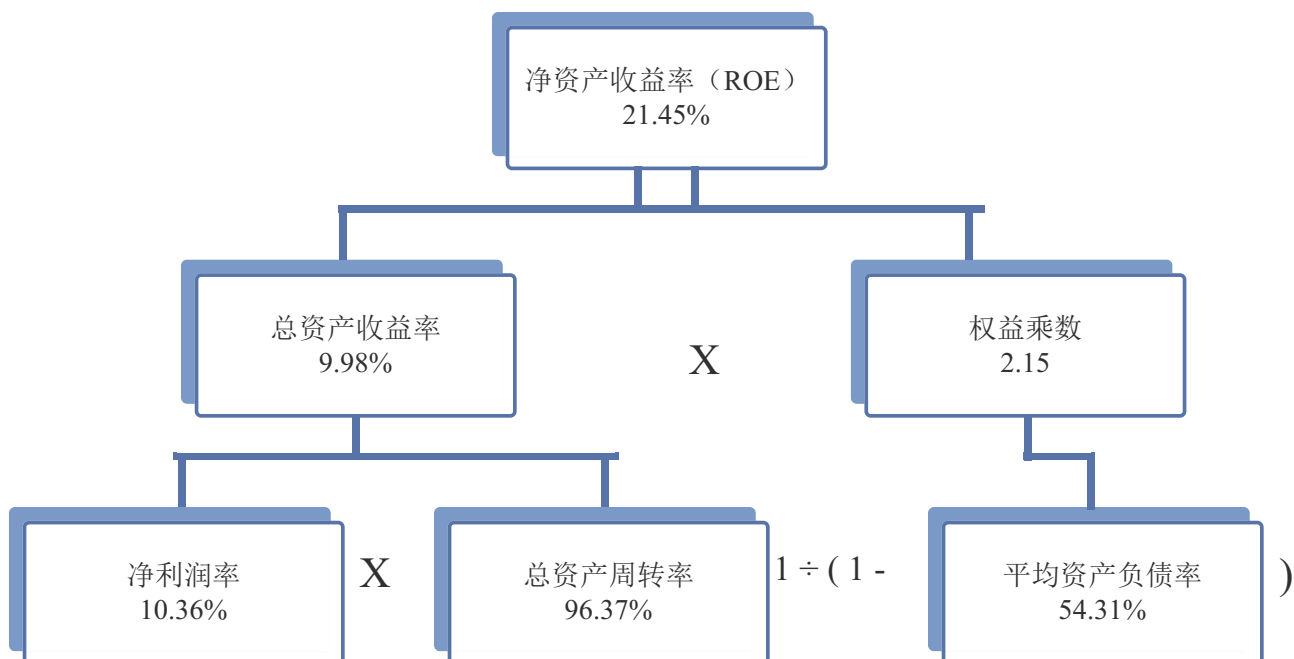 净资产收益率（ROE）
21.45%
总资产收益率
9.98%
X
权益乘数
2.15
净利润率
10.36%
X
总资产周转率
96.37%
1 ÷ ( 1 -
平均资产负债率
54.31%
)